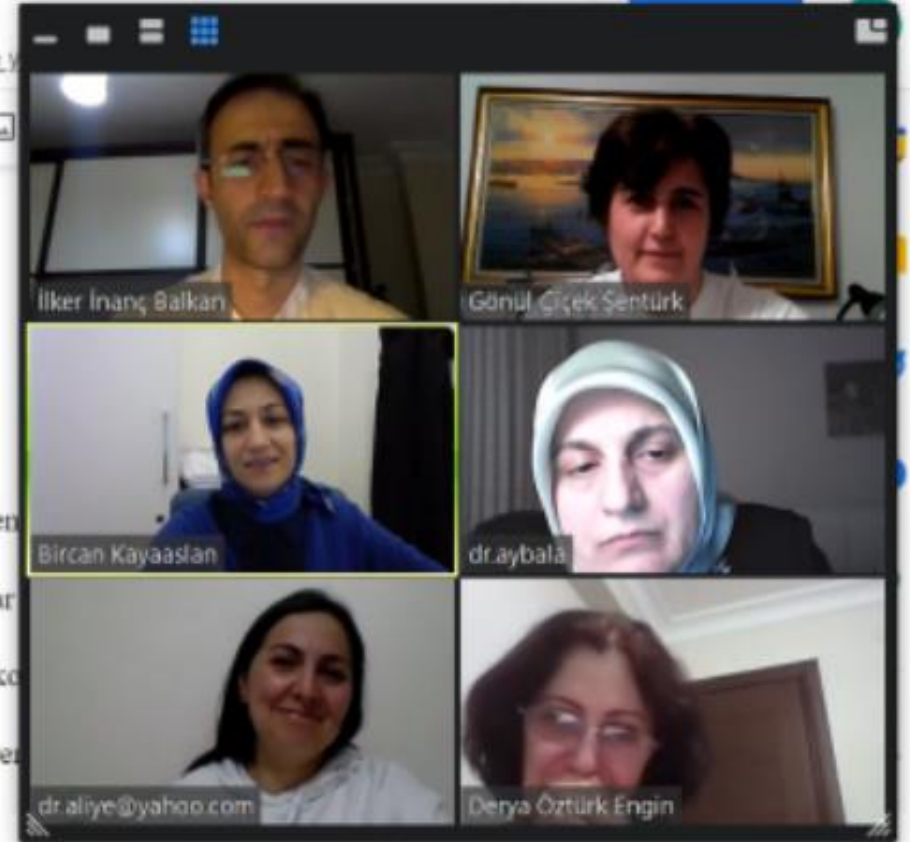 İlker İnanç Balkan
Gönül Çiçek Şentürk
Bircan Kayaaslan
dr.aybala
dr.aliye@yahoo.com
Derya Öztürk Engin